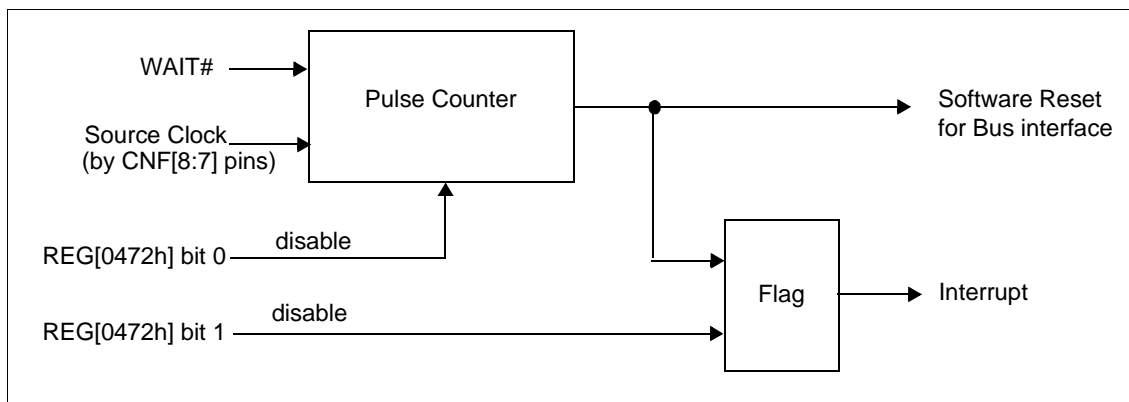 WAIT#
Pulse Counter
Software Reset
for Bus interface
Source Clock
(by CNF[8:7] pins)
REG[0472h] bit 0
disable
Flag
Interrupt
REG[0472h] bit 1
disable